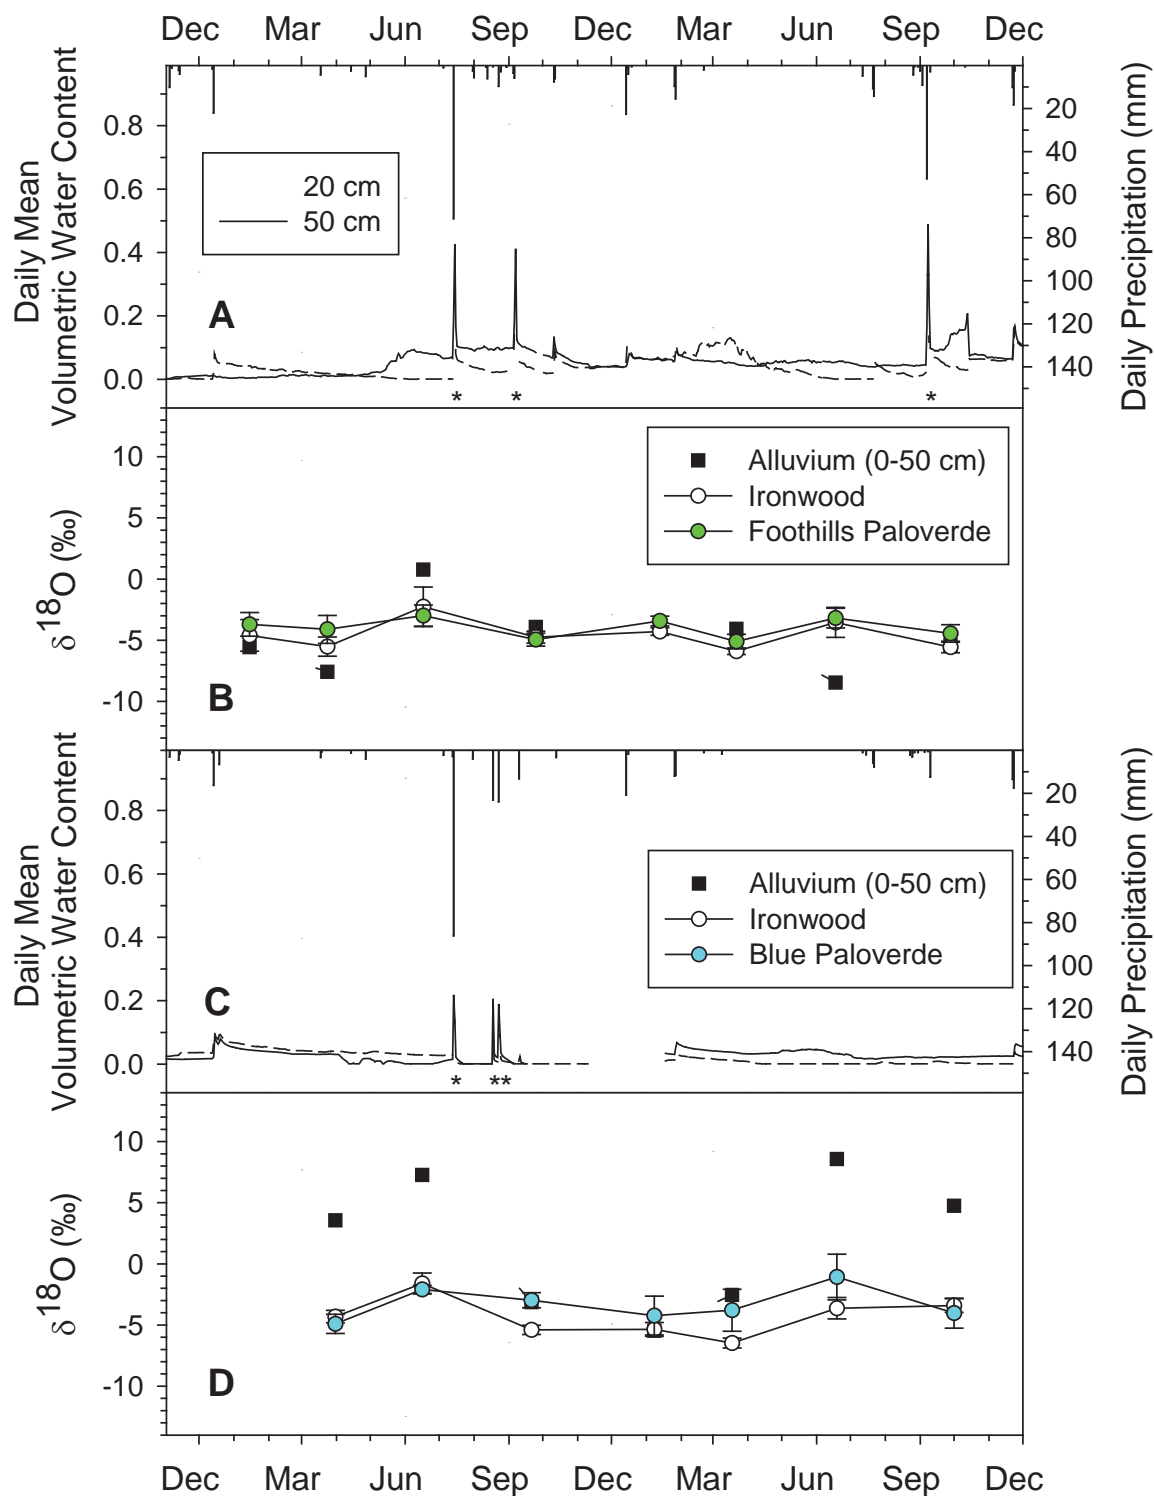 Dec Mar Jun Sep Dec Mar Jun Sep Dec
Daily Mean
Volumetric Water Content
0.8
0.6
0.4
0.2
0.0
20 cm
50 cm
A
* * *
20
40
60
80
100
120
140
Daily Precipitation (mm)
δ18O (‰)
10
5
0
-5
-10
Alluvium (0-50 cm)
Ironwood
Foothills Paloverde
B
Daily Mean
Volumetric Water Content
0.8
0.6
0.4
0.2
0.0
Alluvium (0-50 cm)
Ironwood
Blue Paloverde
C
* **
20
40
60
80
100
120
140
Daily Precipitation (mm)
δ18O (‰)
10
5
0
-5
-10
D
Dec Mar Jun Sep Dec Mar Jun Sep Dec